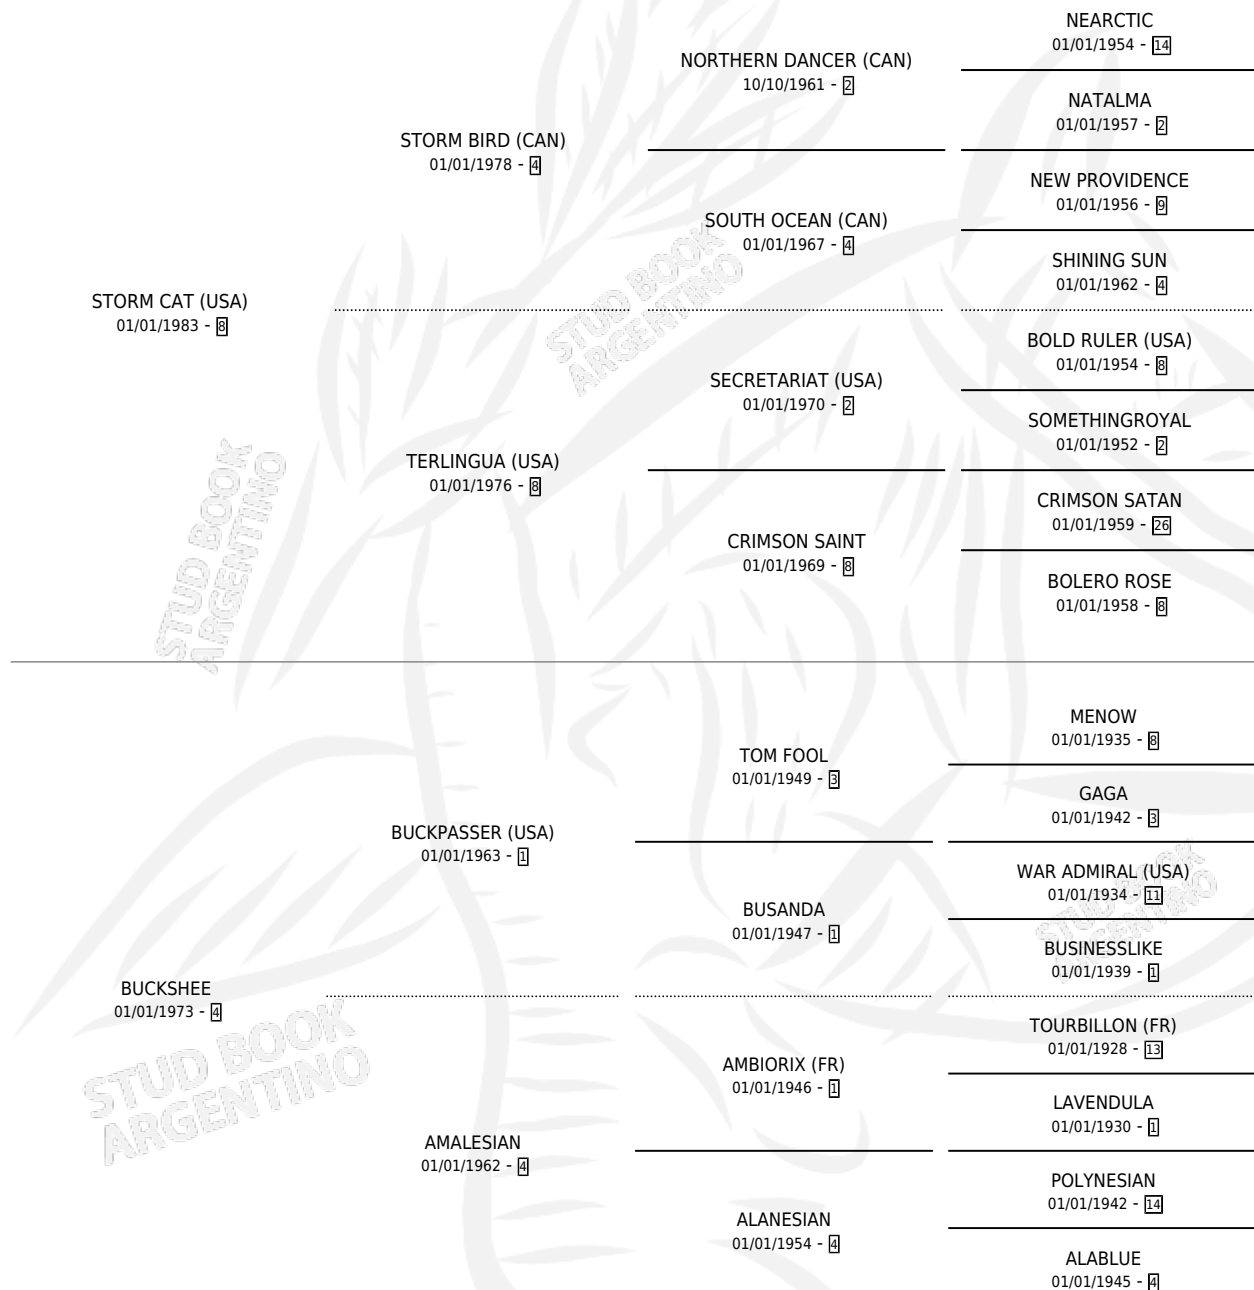 NEARCTIC
01/01/1954 - 14
NORTHERN DANCER (CAN)
10/10/1961 - 2
NATALMA
01/01/1957 - 2
STORM BIRD (CAN)
01/01/1978 - 4
NEW PROVIDENCE
01/01/1956 - 9
SOUTH OCEAN (CAN)
01/01/1967 - 4
SHINING SUN
01/01/1962 - 4
STORM CAT (USA)
01/01/1983 - 8
STUD BOOK
ARGENTINO
BOLD RULER (USA)
01/01/1954 - 8
SECRETARIAT (USA)
01/01/1970 - 2
SOMETHINGROYAL
01/01/1952 - 2
TERLINGUA (USA)
01/01/1976 - 8
CRIMSON SATAN
01/01/1959 - 26
CRIMSON SAINT
01/01/1969 - 8
BOLERO ROSE
01/01/1958 - 8
STUD BOOK
ARGENTINO
MENOW
01/01/1935 - 8
TOM FOOL
01/01/1949 - 3
GAGA
01/01/1942 - 3
BUCKPASSER (USA)
01/01/1963 - 1
WAR ADMIRAL (USA)
01/01/1934 - 11
BUSANDA
01/01/1947 - 1
STUD BOOK
ARGENTINO
BUSINESSLIKE
01/01/1939 - 1
BUCKSHEE
01/01/1973 - 4
STUD BOOK
ARGENTINO
TOURBILLON (FR)
01/01/1928 - 13
AMBIORIX (FR)
01/01/1946 - 1
LAVENDULA
01/01/1930 - 1
AMALESIAN
01/01/1962 - 4
POLYNESIAN
01/01/1942 - 14
ALANESIAN
01/01/1954 - 4
ALABLUE
01/01/1945 - 4